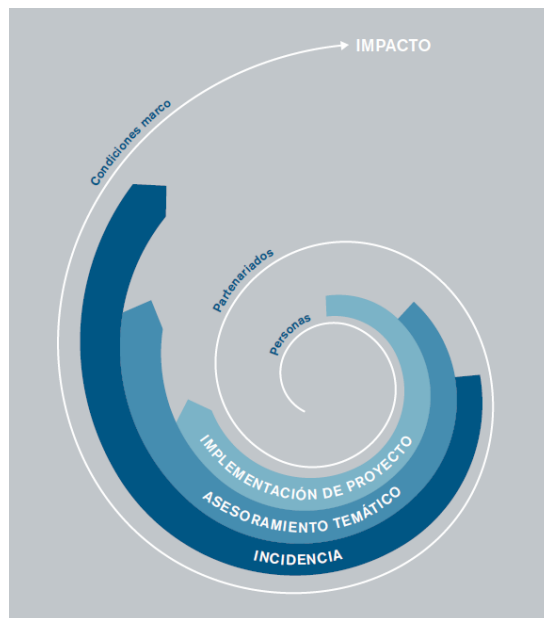 IMPACTO
Condiciones marco
Partenariados
Personas
IMPLEMENTACIÓN DE PROYECTO
ASESORAMIENTO TEMÁTICO
INCIDENCIA